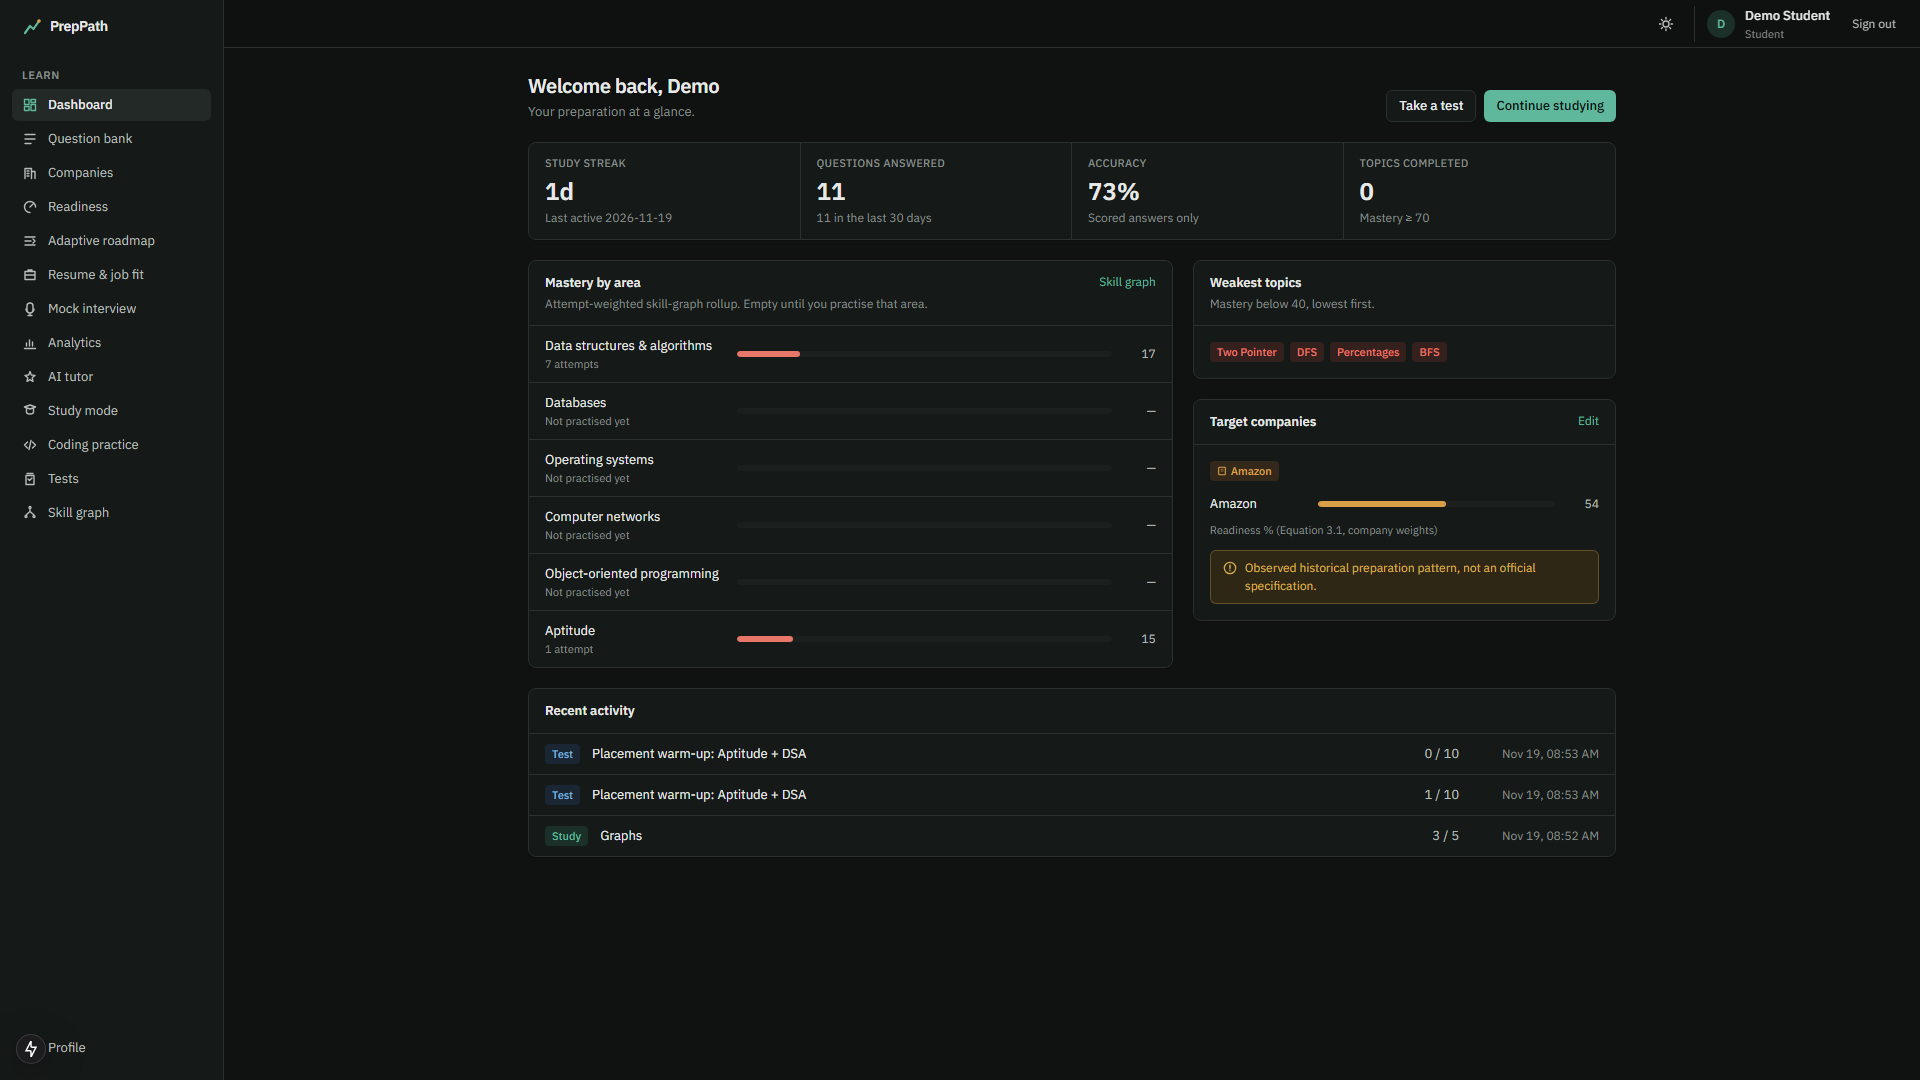 PrepPath
LEARN
Dashboard
Question bank
Companies
Readiness
Adaptive roadmap
Resume & job fit
Mock interview
Analytics
AI tutor
Study mode
Coding practice
Tests
Skill graph
Profile
D
Demo Student
Student
Sign out
Welcome back, Demo
Your preparation at a glance.
Take a test
Continue studying
STUDY STREAK
1d
Last active 2026-11-19
QUESTIONS ANSWERED
11
11 in the last 30 days
ACCURACY
73%
Scored answers only
TOPICS COMPLETED
0
Mastery ≥ 70
Mastery by area
Skill graph
Attempt-weighted skill-graph rollup. Empty until you practise that area.
Data structures & algorithms
7 attempts
17
Databases
Not practised yet
—
Operating systems
Not practised yet
—
Computer networks
Not practised yet
—
Object-oriented programming
Not practised yet
—
Aptitude
1 attempt
15
Weakest topics
Mastery below 40, lowest first.
Two Pointer DFS Percentages BFS
Target companies
Edit
Amazon
Amazon
54
Readiness % (Equation 3.1, company weights)
Observed historical preparation pattern, not an official
specification.
Recent activity
Test Placement warm-up: Aptitude + DSA 0 / 10 Nov 19, 08:53 AM
Test Placement warm-up: Aptitude + DSA 1 / 10 Nov 19, 08:53 AM
Study Graphs 3 / 5 Nov 19, 08:52 AM